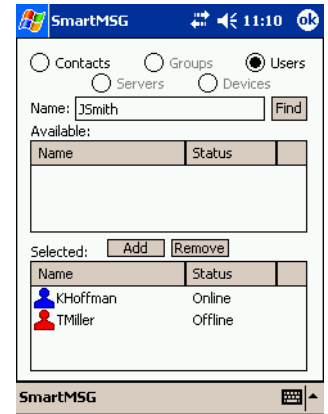 SmartMSG 11:10 ok
Contacts Groups Users
Servers Devices
Name: JSmith Find
Available:
Name Status
Selected: Add Remove
Name Status
KHoffman Online
TMiller Offline
SmartMSG